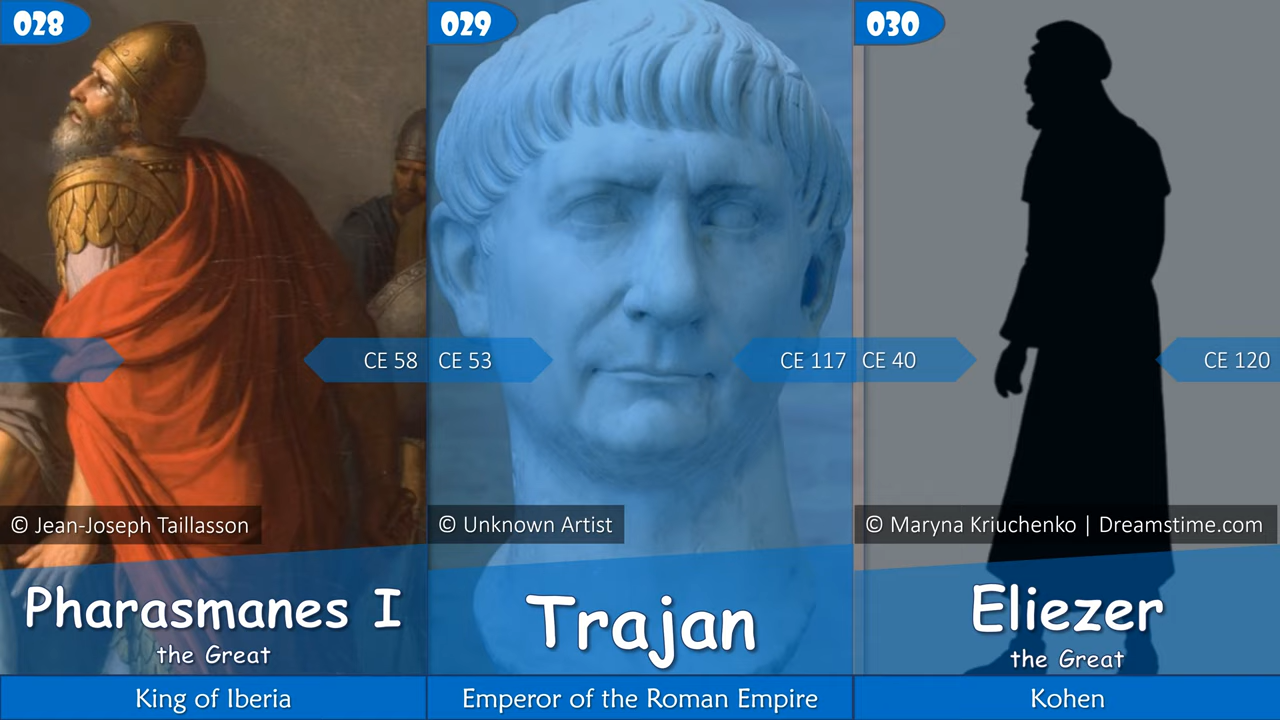 028
CE 58
© Jean-Joseph Taillasson
Pharasmanes I
the Great
King of Iberia
029
CE 53
CE 117
© Unknown Artist
Trajan
Emperor of the Roman Empire
030
CE 40
CE 120
© Maryna Kriuchenko | Dreamstime.com
Eliezer
the Great
Kohen